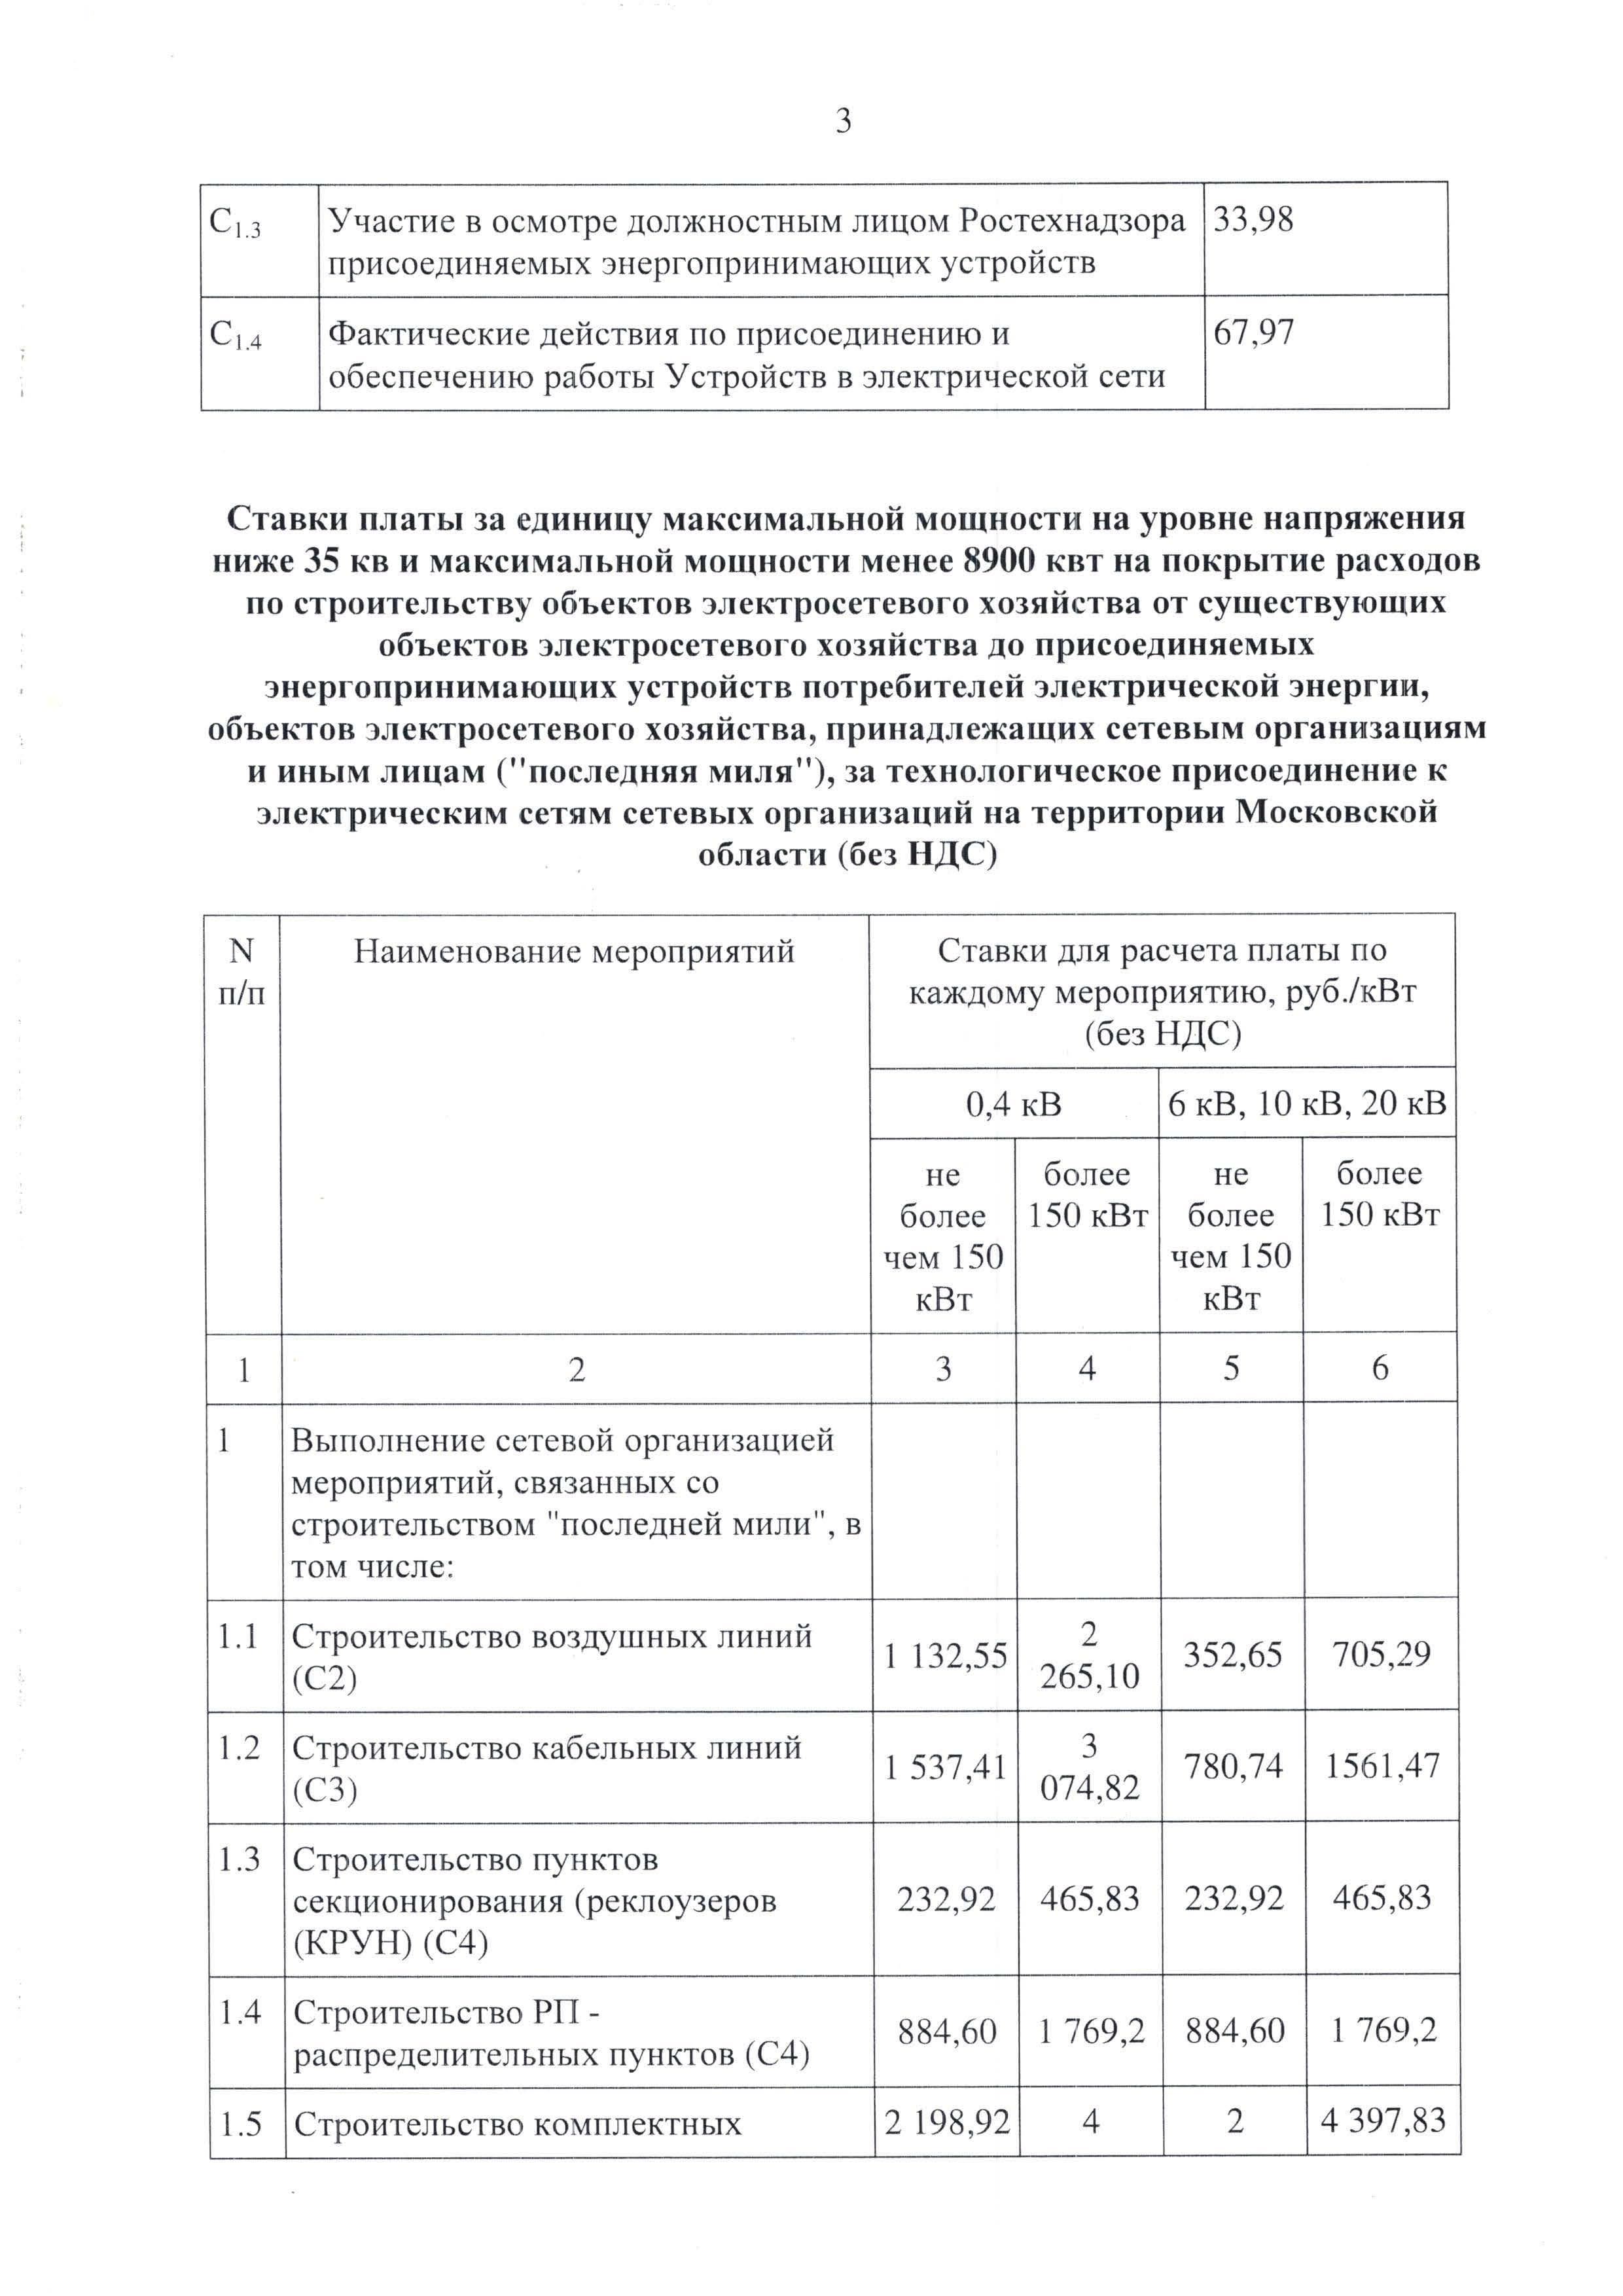 3
С1.3 Участие в осмотре должностным лицом Ростехнадзора 33,98
присоединяемых энергопринимающих устройств
С1.4 Фактические действия по присоединению и 67,97
обеспечению работы Устройств в электрической сети
Ставки платы за единицу максимальной мощности на уровне напряжения
ниже 35 кв и максимальной мощности менее 8900 квт на покрытие расходов
по строительству объектов электросетевого хозяйства от существующих
объектов электросетевого хозяйства до присоединяемых
энергопринимающих устройств потребителей электрической энергии,
объектов электросетевого хозяйства, принадлежащих сетевым организациям
и иным лицам ("последняя миля"), за технологическое присоединение к
электрическим сетям сетевых организаций на территории Московской
области (без НДС)
N
п/п
Наименование мероприятий
Ставки для расчета платы по
каждому мероприятию, руб./кВт
(без НДС)
0,4 кВ
6 кВ, 10 кВ, 20 кВ
не
более
чем 150
кВт
более
150 кВт
не
более
чем 150
кВт
более
150 кВт
1 2 3 4 5 6
1 Выполнение сетевой организацией
мероприятий, связанных со
строительством "последней мили", в
том числе:
1.1 Строительство воздушных линий
(С2)
1 132,55
2
265,10
352,65
705,29
1.2 Строительство кабельных линий
(С3)
1 537,41
3
074,82
780,74
1561,47
1.3 Строительство пунктов
секционирования (реклоузеров
(КРУН) (С4)
232,92
465,83
232,92
465,83
1.4 Строительство РП -
распределительных пунктов (С4)
884,60
1 769,2
884,60
1 769,2
1.5 Строительство комплектных
2 198,92
4
2
4 397,83